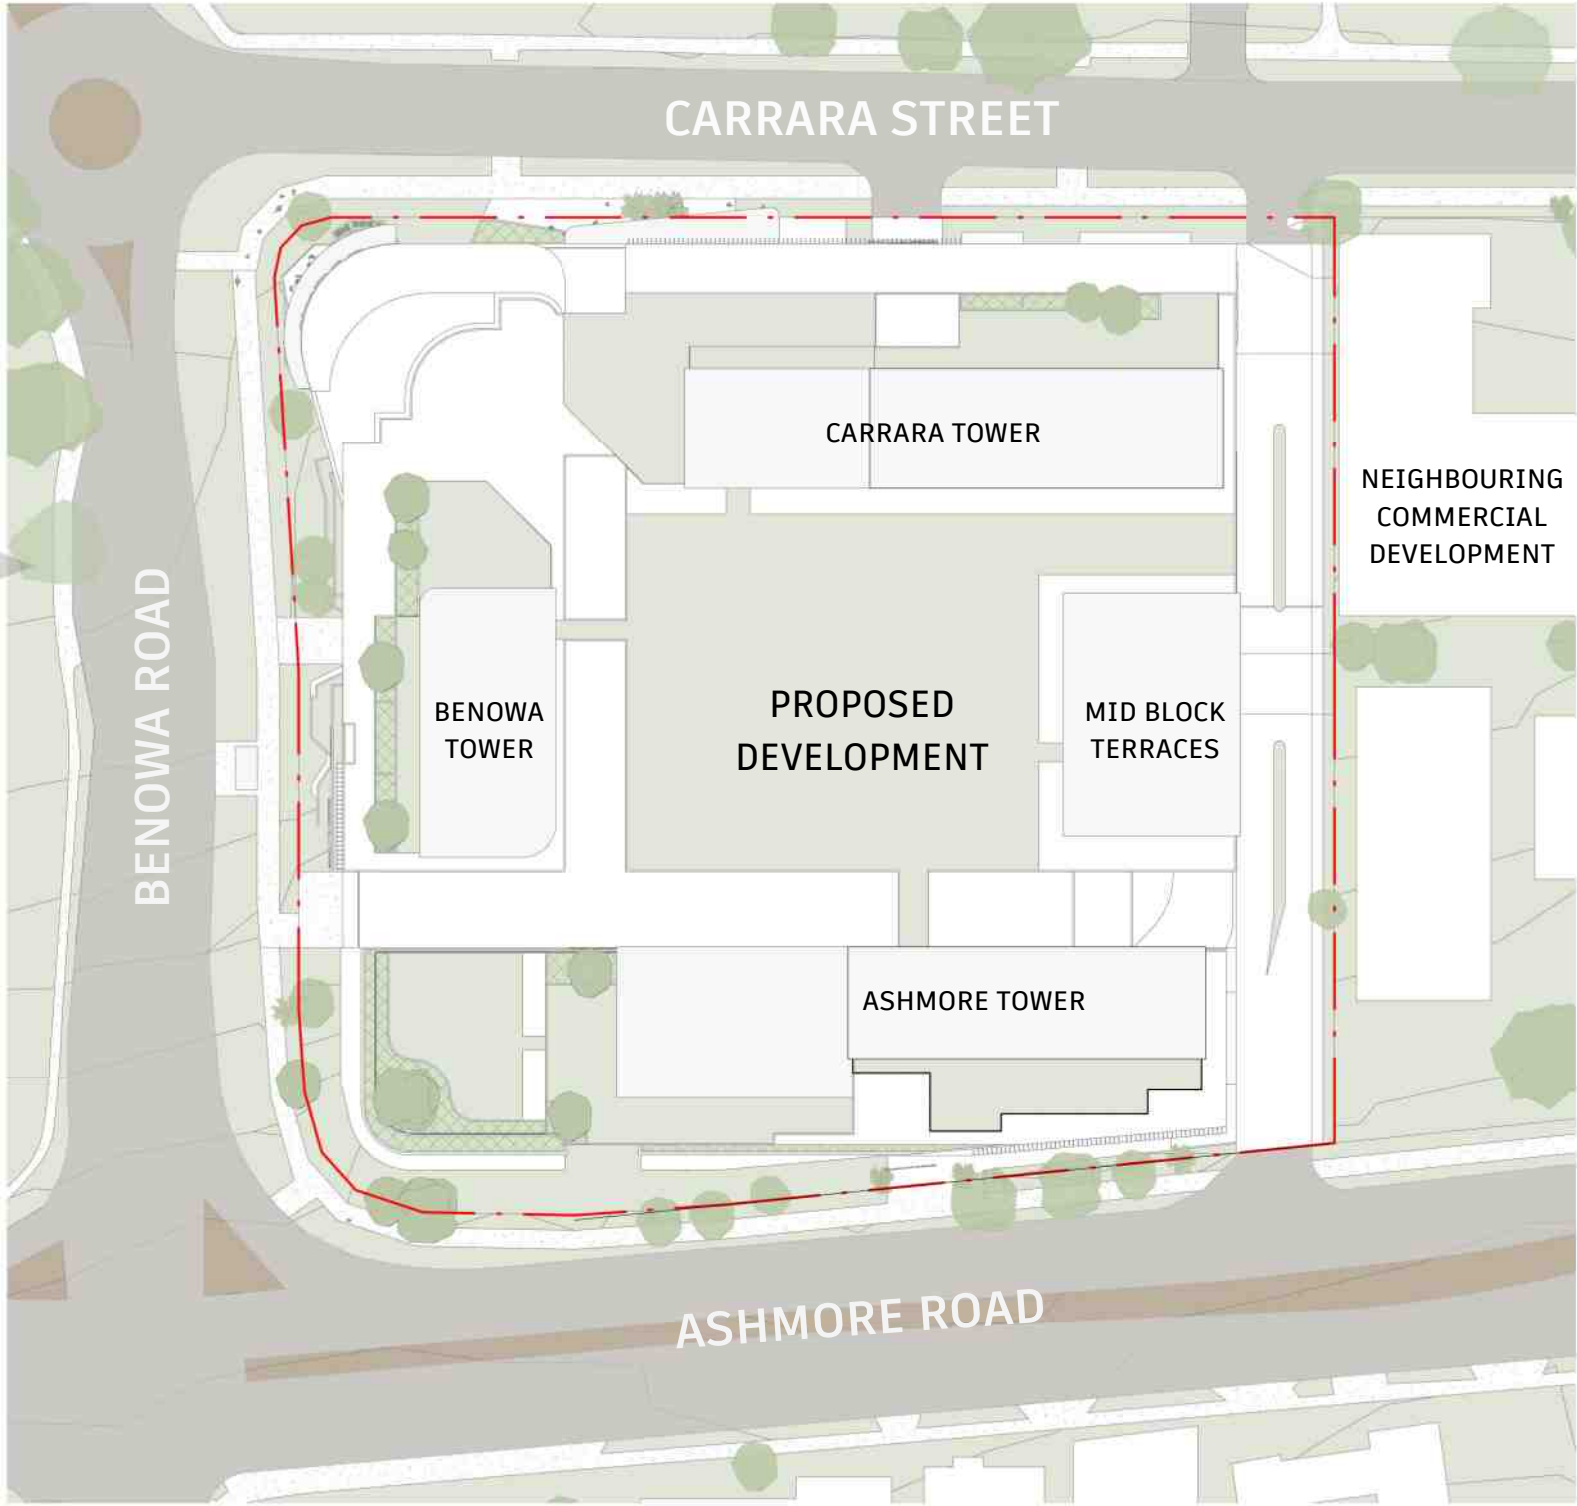 CARRARA STREET
CARRARA TOWER
NEIGHBOURING
COMMERCIAL
DEVELOPMENT
BENOWA ROAD
BENOWA
TOWER
PROPOSED
DEVELOPMENT
MID BLOCK
TERRACES
ASHMORE TOWER
ASHMORE ROAD